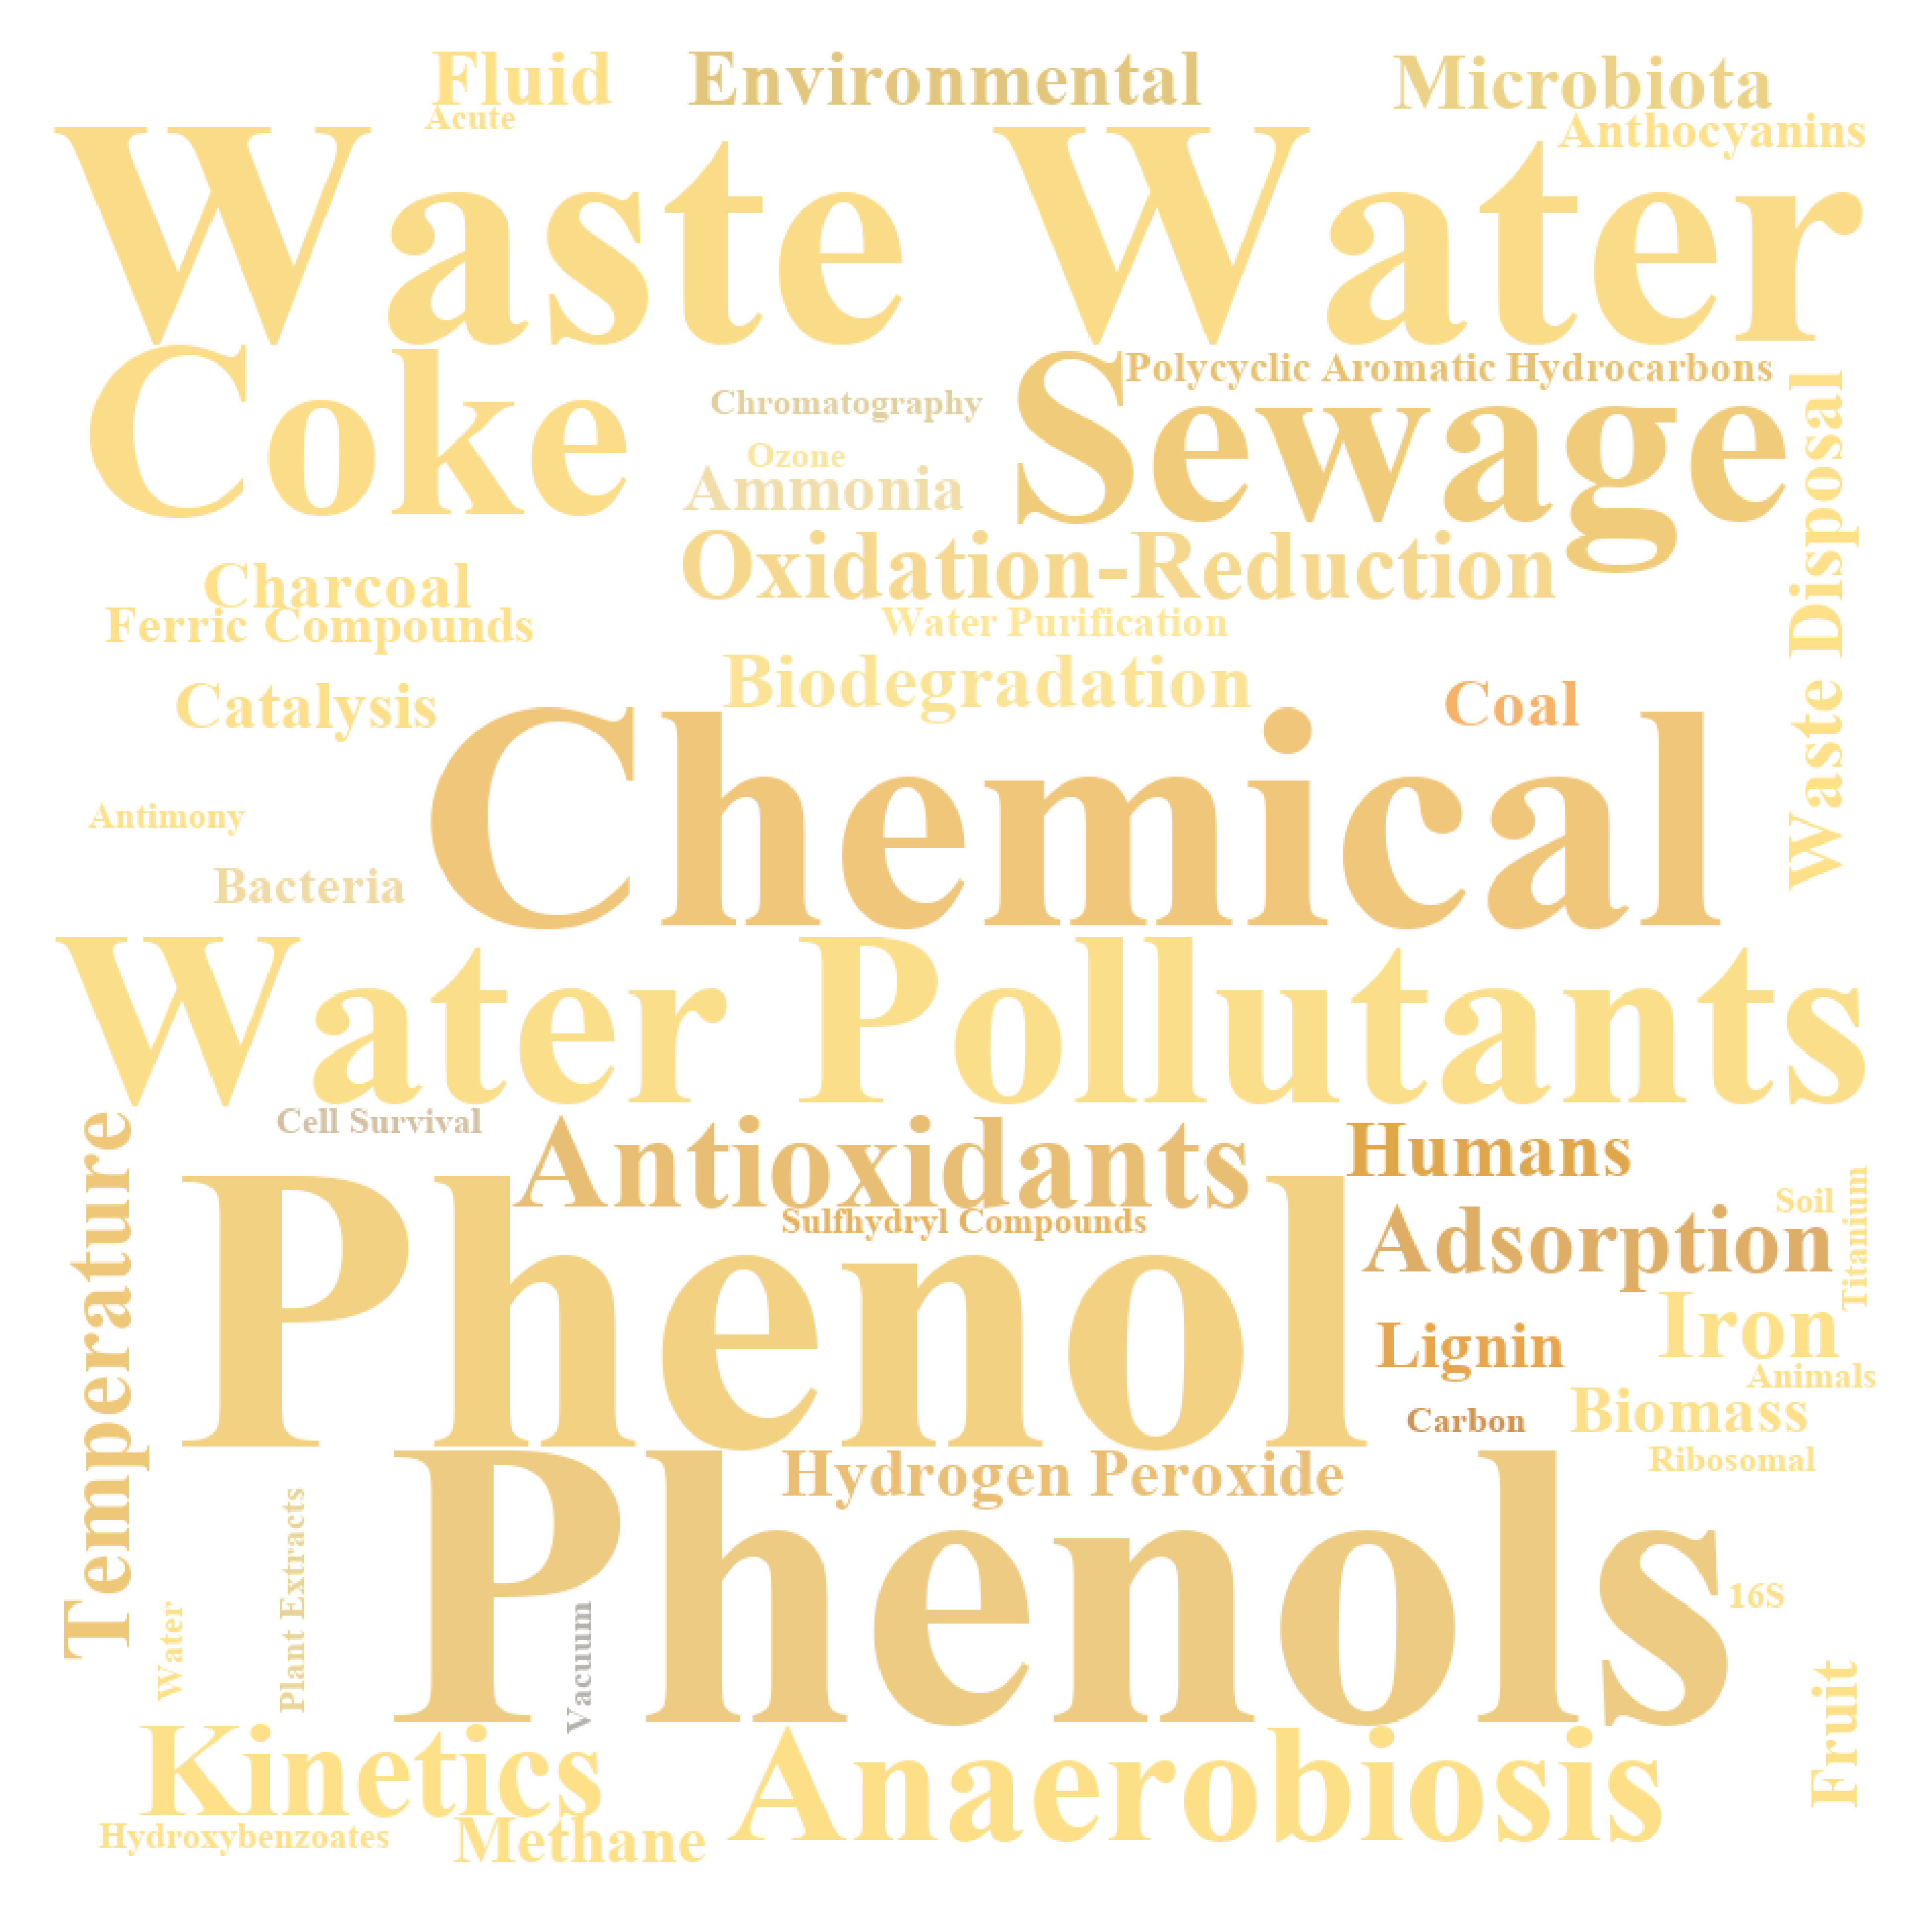 Fluid
Environmental
Microbiota
Acute
Anthocyanins
Waste Water
Coke
Sewage
Polycyclic Aromatic Hydrocarbons
Chromatography
Ozone
Ammonia
Waste Disposal
Oxidation-Reduction
Charcoal
Ferric Compounds
Water Purification
Biodegradation
Catalysis
Coal
Chemical
Antimony
Bacteria
Water Pollutants
Cell Survival
Antioxidants
Humans
Temperature
Phenol
Sulfhydryl Compounds
Adsorption
Soil
Titanium
Iron
Lignin
Animals
Carbon
Biomass
Ribosomal
Phenols
Hydrogen Peroxide
16S
Plant Extracts
Water
Vacuum
Fruit
Kinetics
Anaerobiosis
Hydroxybenzoates
Methane